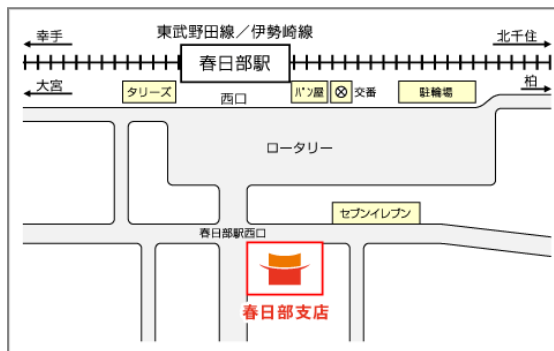 東武野田線／伊勢崎線
幸手
北千住
春日部駅
大宮
柏
タリーズ
西口
パン屋
交番
駐輪場
ロータリー
セブンイレブン
春日部駅西口
春日部支店